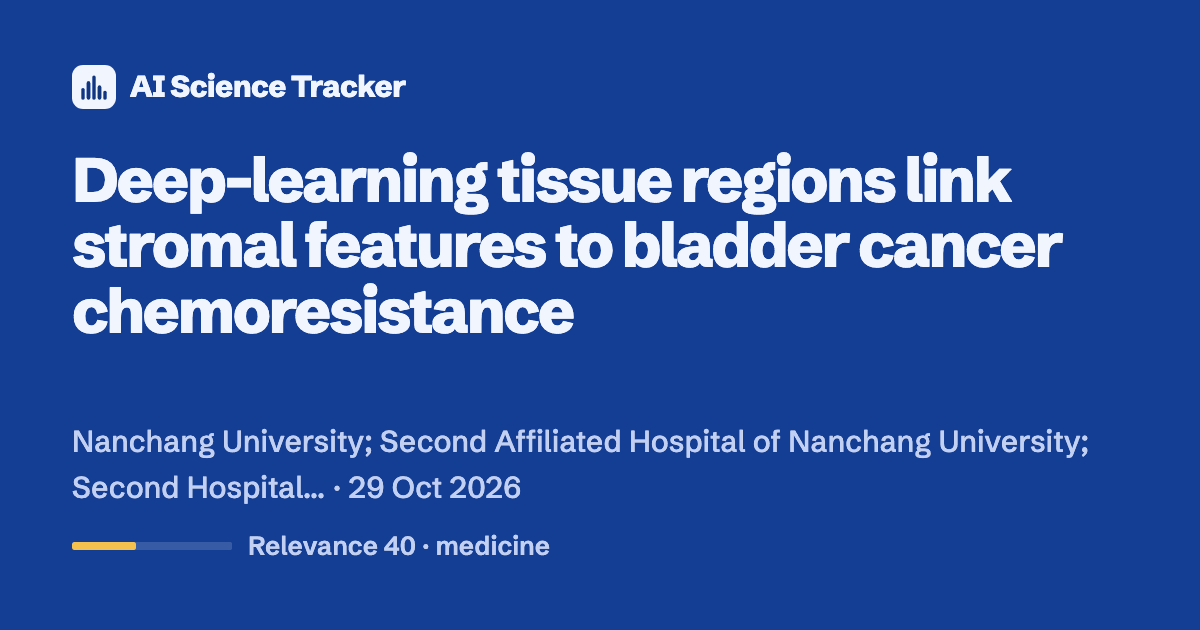 AI Science Tracker
Deep-learning tissue regions link
stromal features to bladder cancer
chemoresistance
Nanchang University; Second Affiliated Hospital of Nanchang University;
Second Hospital... · 29 Oct 2026
Relevance 40 · medicine